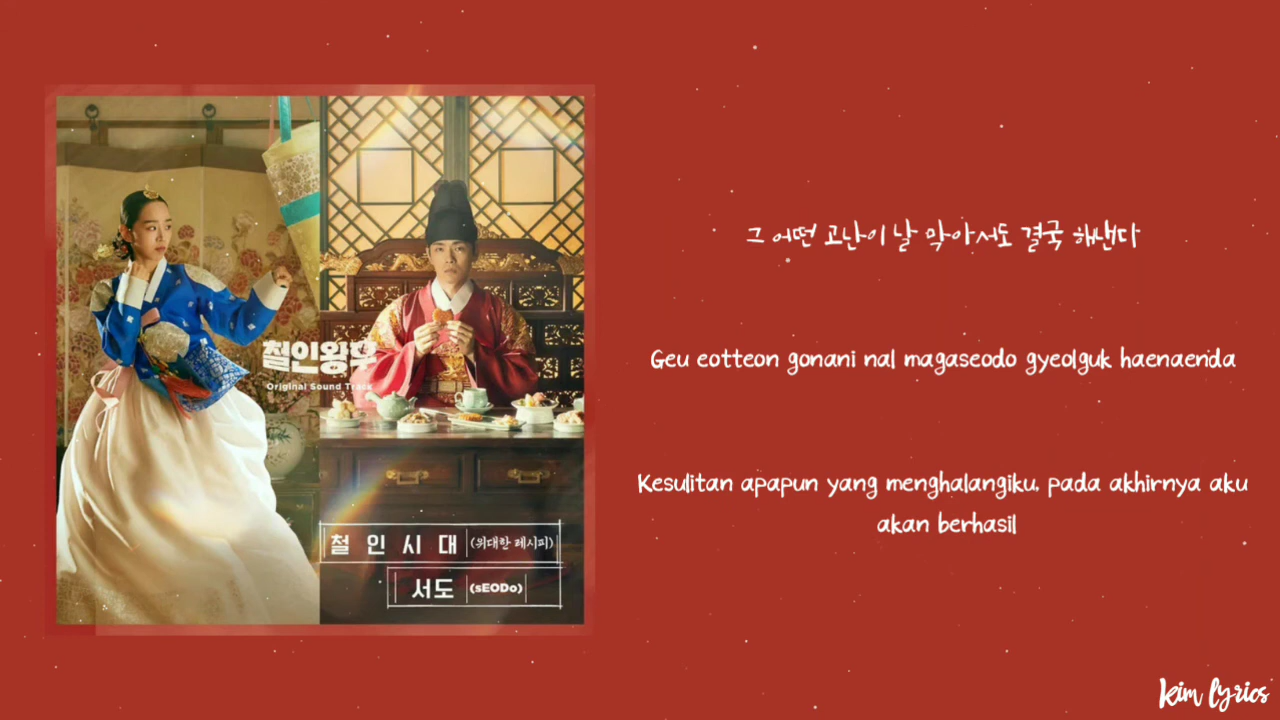 철인왕후
Original Sound Track
철 인 시 대 (위대한 레시피)
서도 (sEODo)
그 어떤 고난이 날 막아서도 결국 해낸다
Geu eotteon gonani nal magaseodo gyeolguk haenaenda
Kesulitan apapun yang menghalangiku, pada akhirnya aku
akan berhasil
kim lyrics